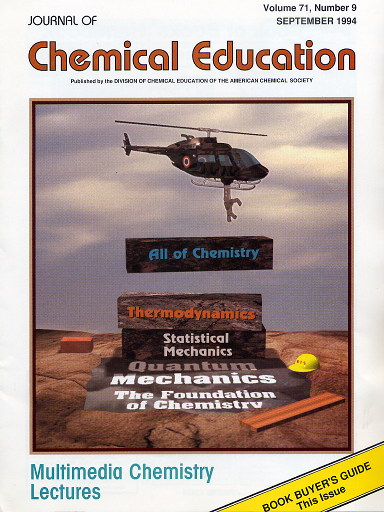 JOURNAL OF
Volume 71, Number 9
SEPTEMBER 1994
Chemical Education
Published by the DIVISION OF CHEMICAL EDUCATION OF THE AMERICAN CHEMICAL SOCIETY
All of Chemistry
Thermodynamics
Statistical
Mechanics
Quantum
Mechanics
The Foundation
of Chemistry
Multimedia Chemistry
Lectures
BOOK BUYER'S GUIDE
This Issue